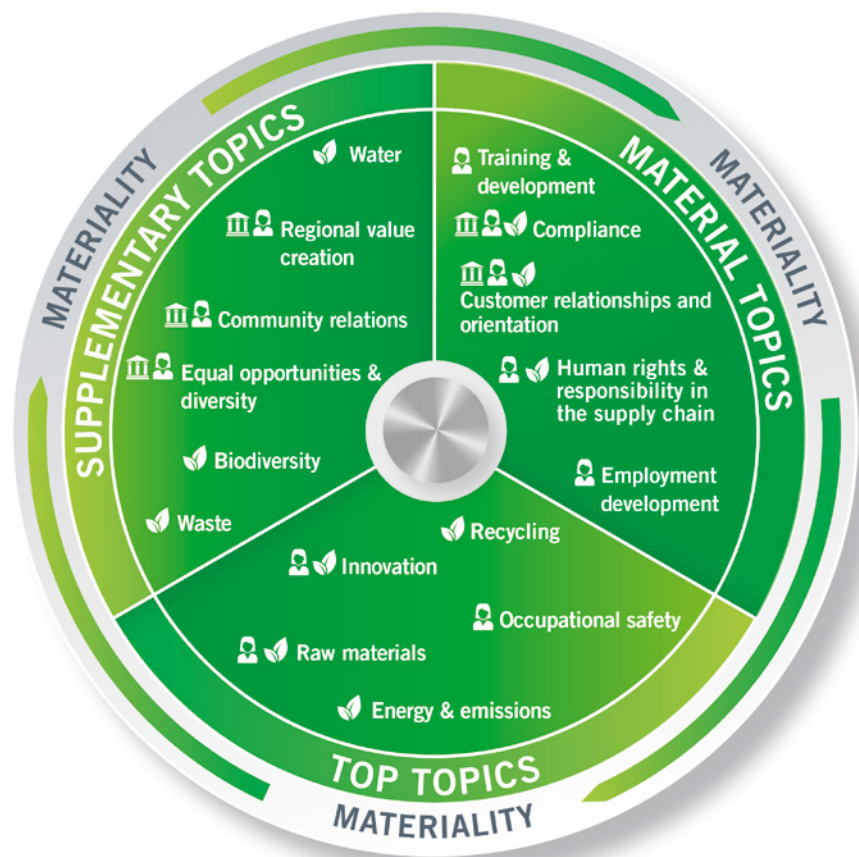 MATERIALITY
SUPPLEMENTARY TOPICS
Water
Regional value
creation
Community relations
Equal opportunities &
diversity
Biodiversity
Waste
MATERIALITY
MATERIAL TOPICS
Training &
development
Compliance
Customer relationships and
orientation
Human rights &
responsibility in
the supply chain
Employment
development
Recycling
Innovation
Occupational safety
Raw materials
Energy & emissions
TOP TOPICS
MATERIALITY